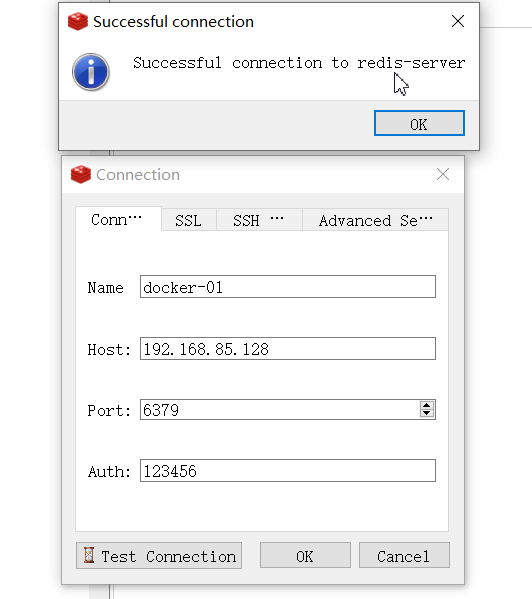 Successful connection
Successful connection to redis-server
OK
Connection
Conn⋯ SSL SSH ⋯ Advanced Se⋯
Name docker-01
Host: 192.168.85.128
Port: 6379
Auth: 123456
Test Connection OK Cancel